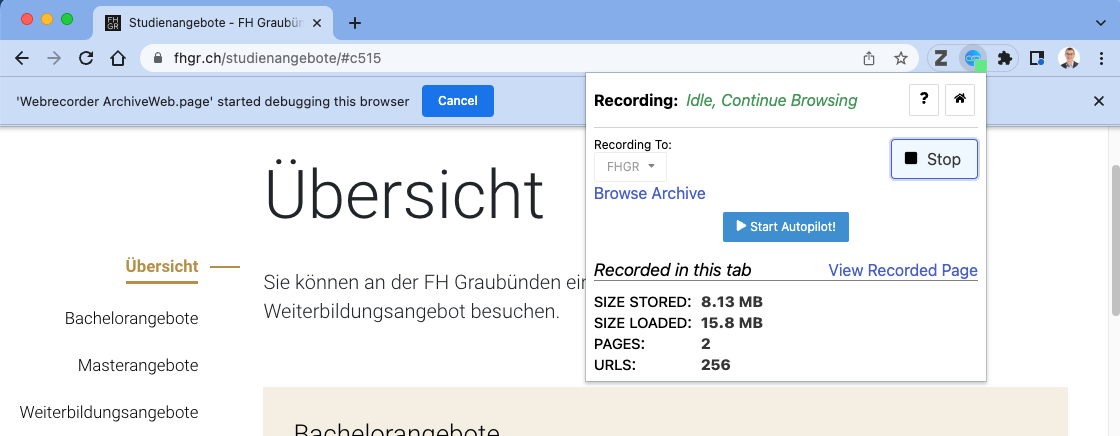 FH
GR
Studienangebote - FH Graubün
fhgr.ch/studienangebote/#c515
Z
'Webrecorder ArchiveWeb.page' started debugging this browser
Cancel
Recording: Idle, Continue Browsing
?
Recording To:
FHGR
Stop
Browse Archive
Start Autopilot!
Recorded in this tab
View Recorded Page
SIZE STORED: 8.13 MB
SIZE LOADED: 15.8 MB
PAGES: 2
URLS: 256
Übersicht
Übersicht
Bachelorangebote
Masterangebote
Weiterbildungsangebote
Sie können an der FH Graubünden ei
Weiterbildungsangebot besuchen.
Bachelorangebote